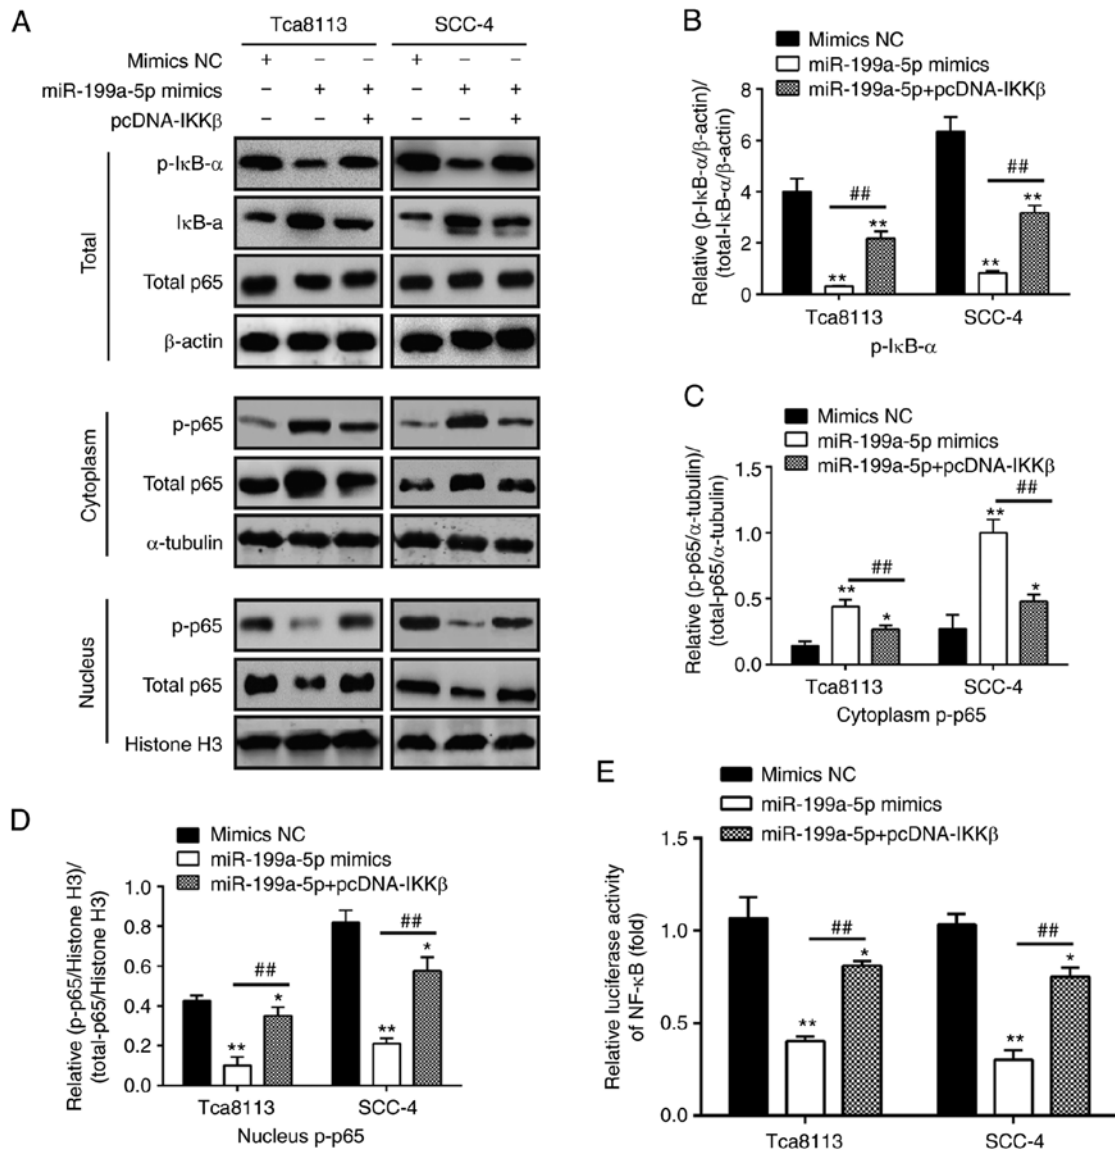 A
Tca8113 SCC-4
Mimics NC + – – + – –
miR-199a-5p mimics – + + – + +
pcDNA-IKKβ – – + – – +
Total
p-IκB-α
IκB-a
Total p65
β-actin
Cytoplasm
p-p65
Total p65
α-tubulin
Nucleus
p-p65
Total p65
Histone H3
B
Mimics NC
miR-199a-5p mimics
miR-199a-5p+pcDNA-IKKβ
Relative (p-IκB-α/β-actin)/
(total-IκB-α/β-actin)
8
6
4
2
0
** ## ** ** ## **
Tca8113 SCC-4
p-IκB-α
C
Mimics NC
miR-199a-5p mimics
miR-199a-5p+pcDNA-IKKβ
Relative (p-p65/α-tubulin)/
(total-p65/α-tubulin)
1.5
1.0
0.5
0.0
** ## * ** ## *
Tca8113 SCC-4
Cytoplasm p-p65
D
Mimics NC
miR-199a-5p mimics
miR-199a-5p+pcDNA-IKKβ
Relative (p-p65/Histone H3)/
(total-p65/Histone H3)
1.0
0.8
0.6
0.4
0.2
0.0
** ## * ** ## *
Tca8113 SCC-4
Nucleus p-p65
E
Mimics NC
miR-199a-5p mimics
miR-199a-5p+pcDNA-IKKβ
Relative luciferase activity
of NF-κB (fold)
1.5
1.0
0.5
0.0
** ## * ** ## *
Tca8113 SCC-4